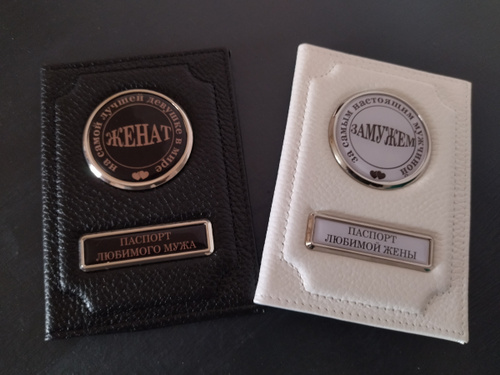 ЖЕНАТ
на самой лучшей девушке в мире
ПАСПОРТ
ЛЮБИМОГО МУЖА
ЗАМУЖЕМ
за самым настоящим мужчиной
ПАСПОРТ
ЛЮБИМОЙ ЖЕНЫ